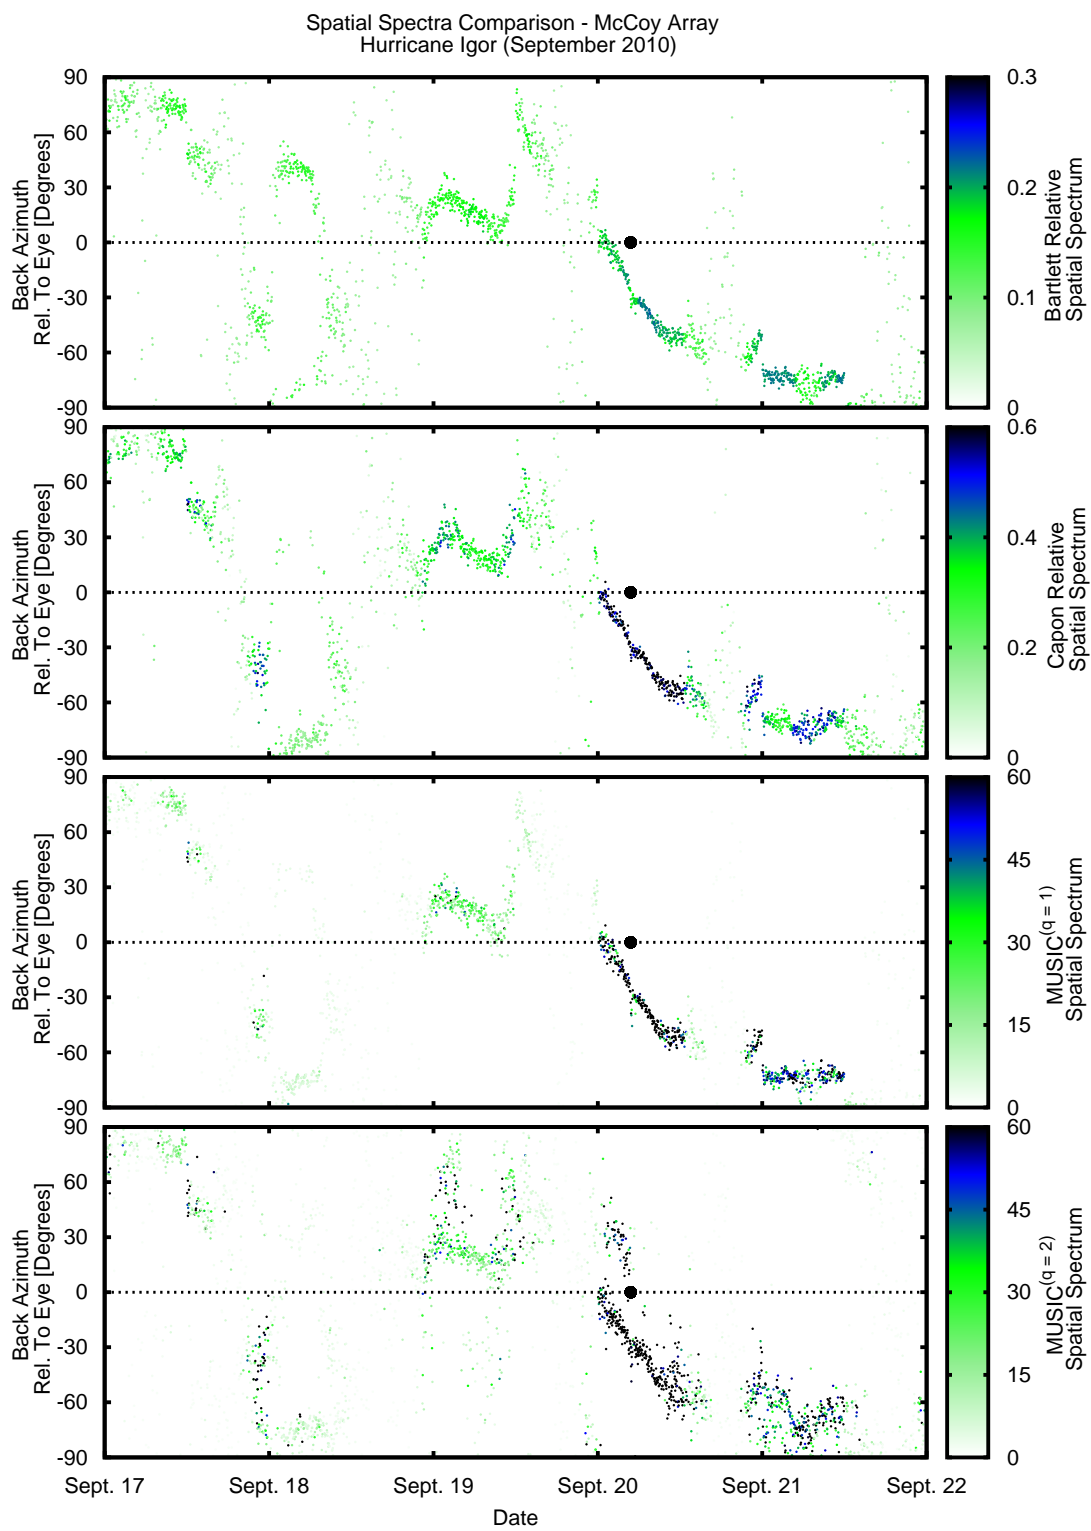 Spatial Spectra Comparison - McCoy Array
Hurricane Igor (September 2010)
90
60
30
0
-30
-60
-90
Back Azimuth
Rel. To Eye [Degrees]
0.3
0.2
0.1
0
Bartlett Relative
Spatial Spectrum
90
60
30
0
-30
-60
-90
Back Azimuth
Rel. To Eye [Degrees]
0.6
0.4
0.2
0
Capon Relative
Spatial Spectrum
90
60
30
0
-30
-60
-90
Back Azimuth
Rel. To Eye [Degrees]
60
45
30
15
0
MUSIC(q = 1)
Spatial Spectrum
90
60
30
0
-30
-60
-90
Back Azimuth
Rel. To Eye [Degrees]
60
45
30
15
0
MUSIC(q = 2)
Spatial Spectrum
Sept. 17 Sept. 18 Sept. 19 Sept. 20 Sept. 21 Sept. 22
Date